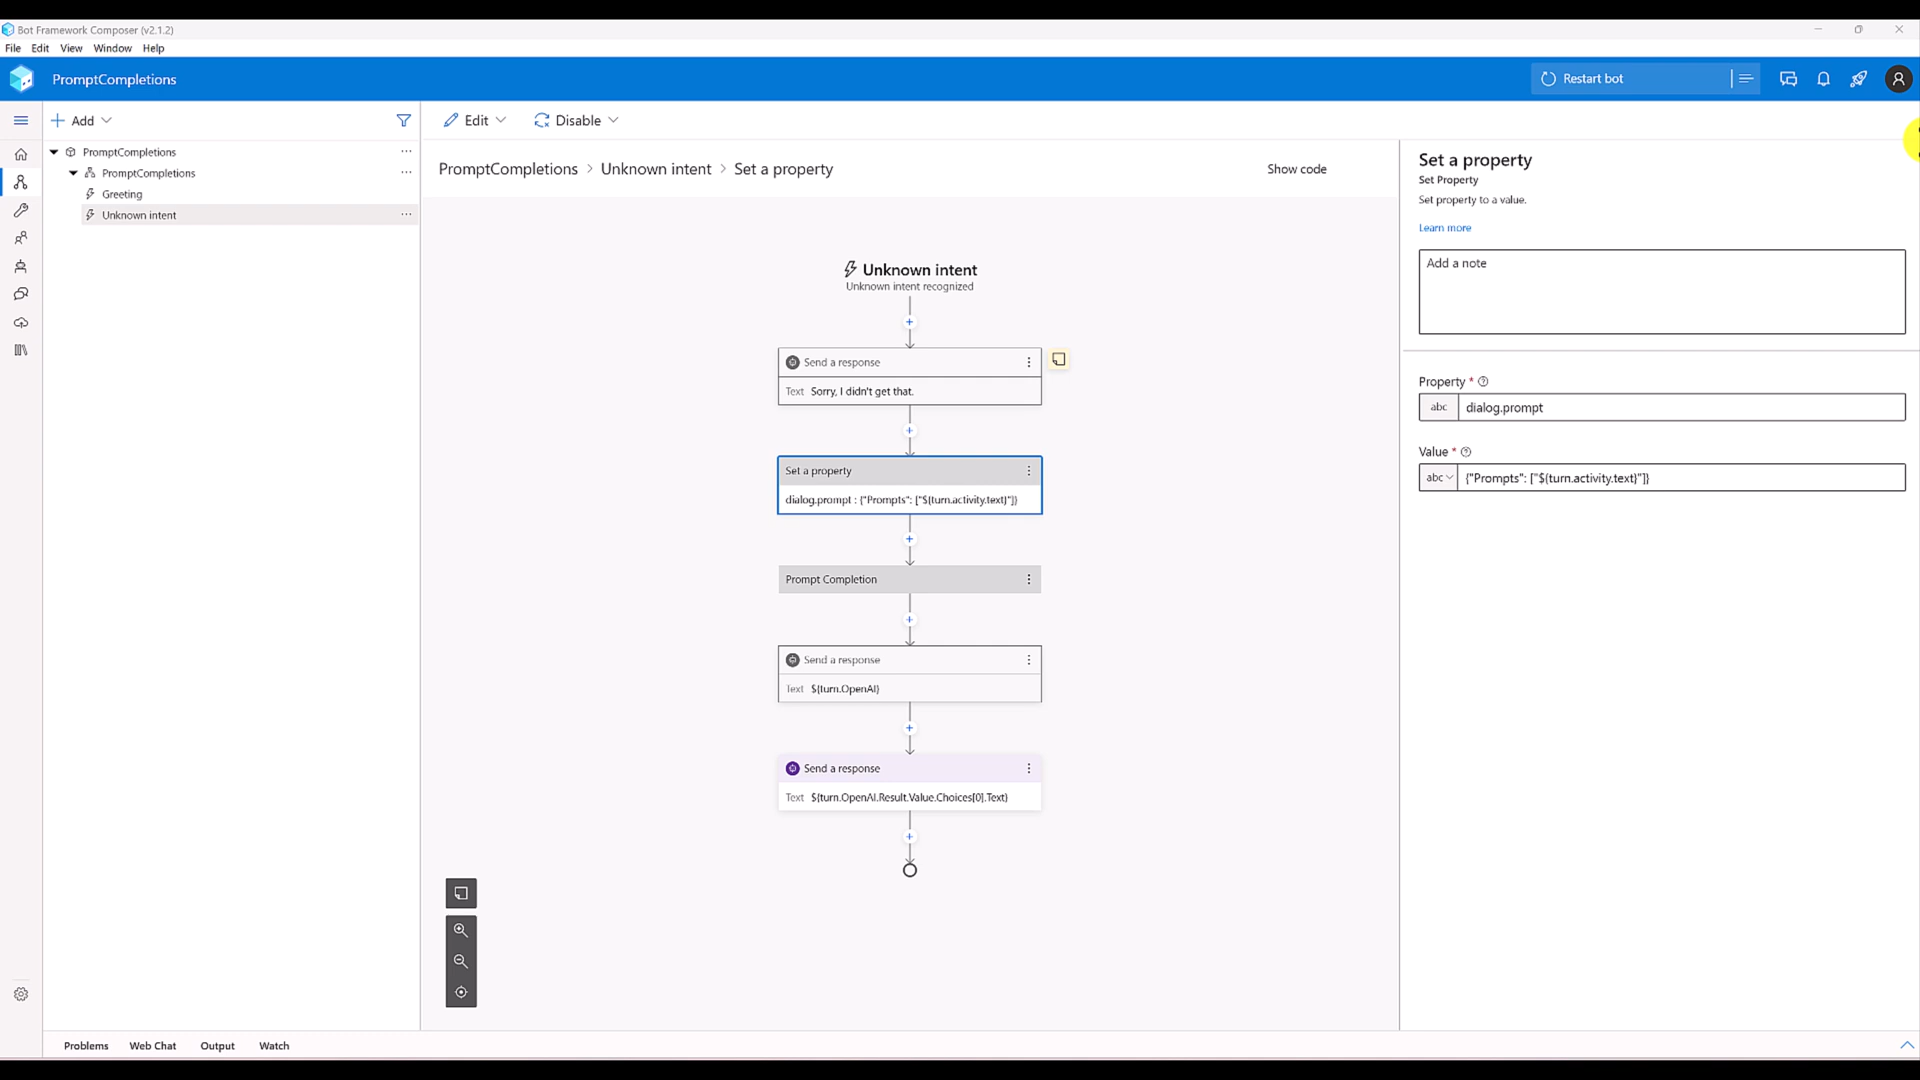 Bot Framework Composer (v2.1.2)
File Edit View Window Help
PromptCompletions
Restart bot
Add
Edit
Disable
PromptCompletions
PromptCompletions
Greeting
Unknown intent
PromptCompletions > Unknown intent > Set a property
Show code
Unknown intent
Unknown intent recognized
Send a response
Text Sorry, I didn't get that.
Set a property
dialog.prompt : {"Prompts": ["${turn.activity.text}"]}
Prompt Completion
Send a response
Text ${turn.OpenAI}
Send a response
Text ${turn.OpenAI.Result.Value.Choices[0].Text}
Set a property
Set Property
Set property to a value.
Learn more
Add a note
Property *
abc dialog.prompt
Value *
abc {"Prompts": ["${turn.activity.text}"]}
Problems Web Chat Output Watch